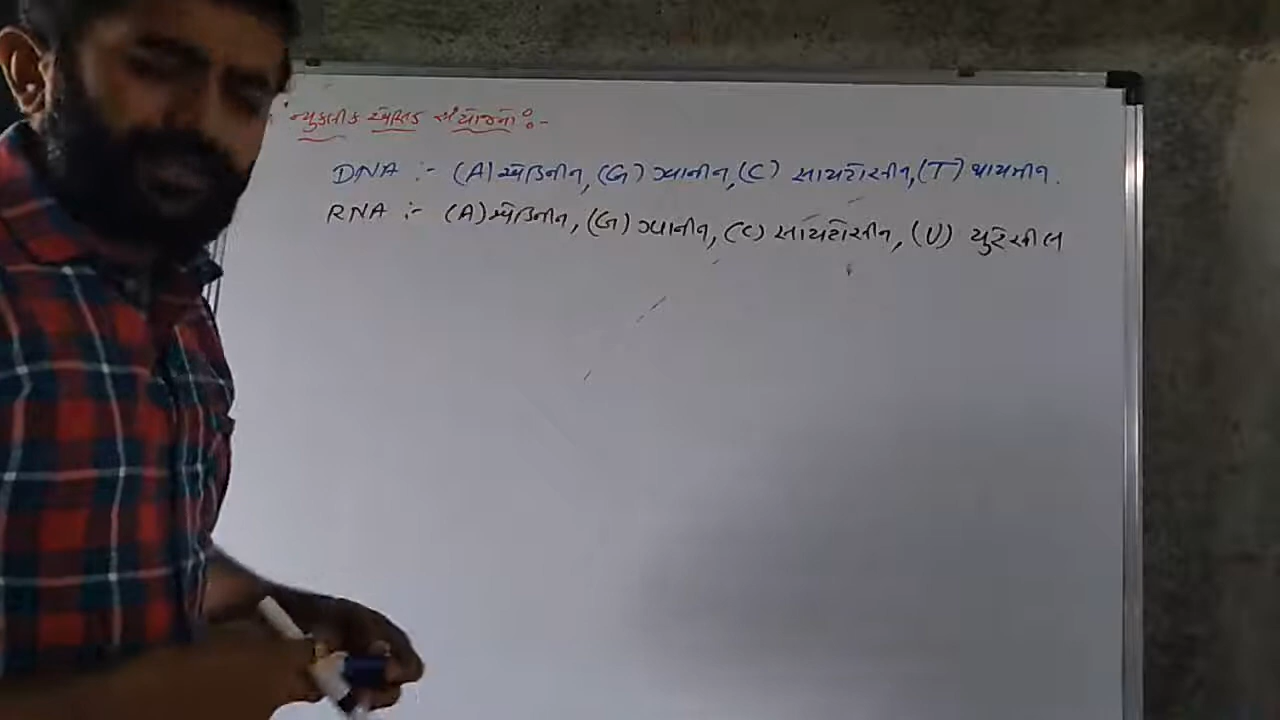 ન્યુક્લીક એસિડ સંયોજનો :-
DNA :- (A) એડિનીન, (G) ગ્વાનીન, (C) સાયટોસીન, (T) થાયમીન.
RNA :- (A) એડિનીન, (G) ગ્વાનીન, (C) સાયટોસીન, (U) યુરેસીલ